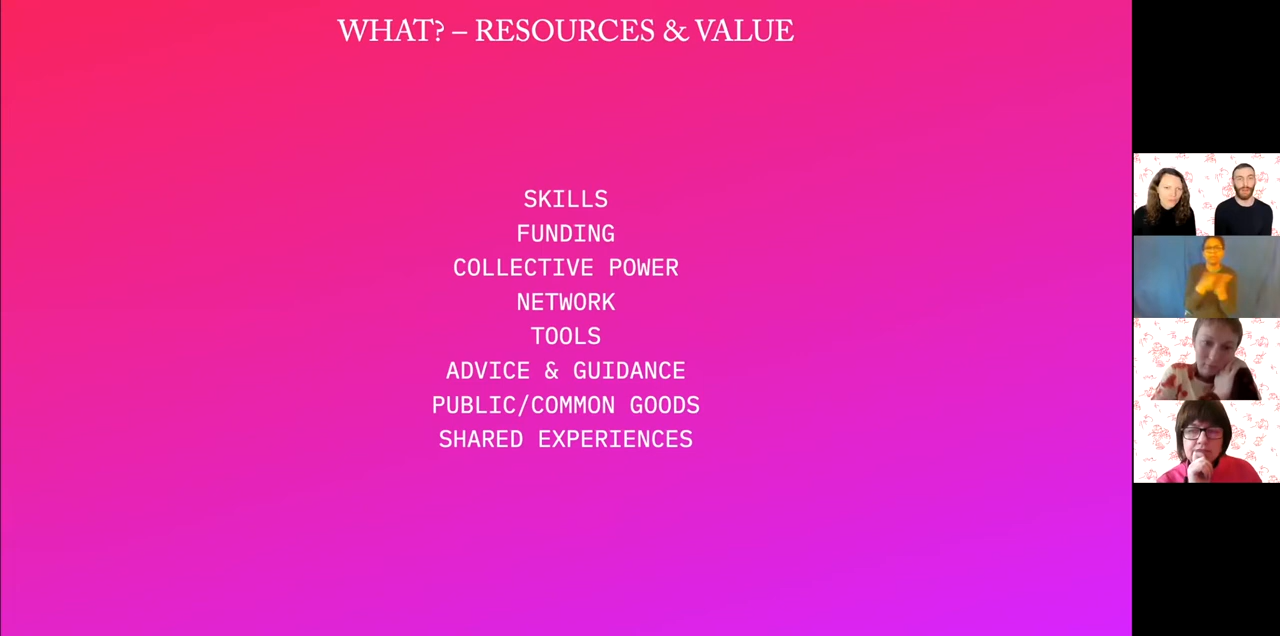 WHAT? – RESOURCES & VALUE
SKILLS
FUNDING
COLLECTIVE POWER
NETWORK
TOOLS
ADVICE & GUIDANCE
PUBLIC/COMMON GOODS
SHARED EXPERIENCES